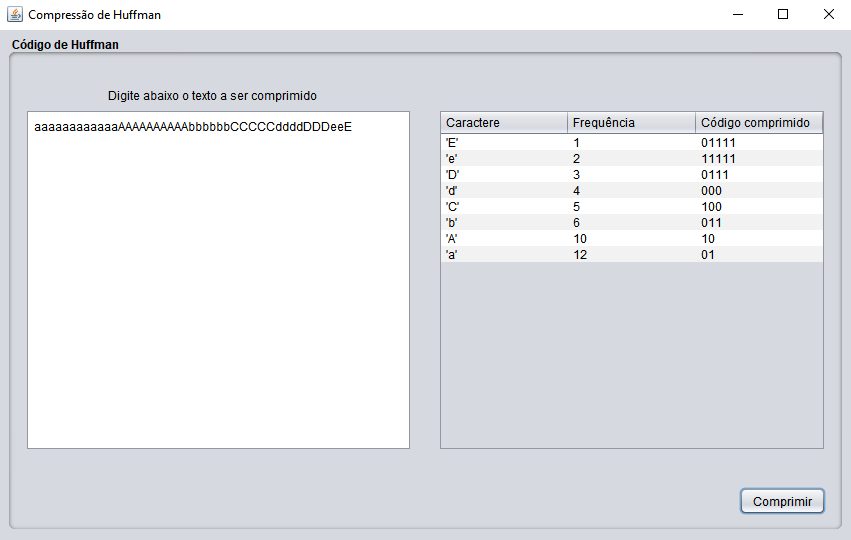 Compressão de Huffman
Código de Huffman
Digite abaixo o texto a ser comprimido
aaaaaaaaaaaaAAAAAAAAAAbbbbbbCCCCCddddDDDeeE
Caractere Frequência Código comprimido
'E' 1 01111
'e' 2 11111
'D' 3 0111
'd' 4 000
'C' 5 100
'b' 6 011
'A' 10 10
'a' 12 01
Comprimir